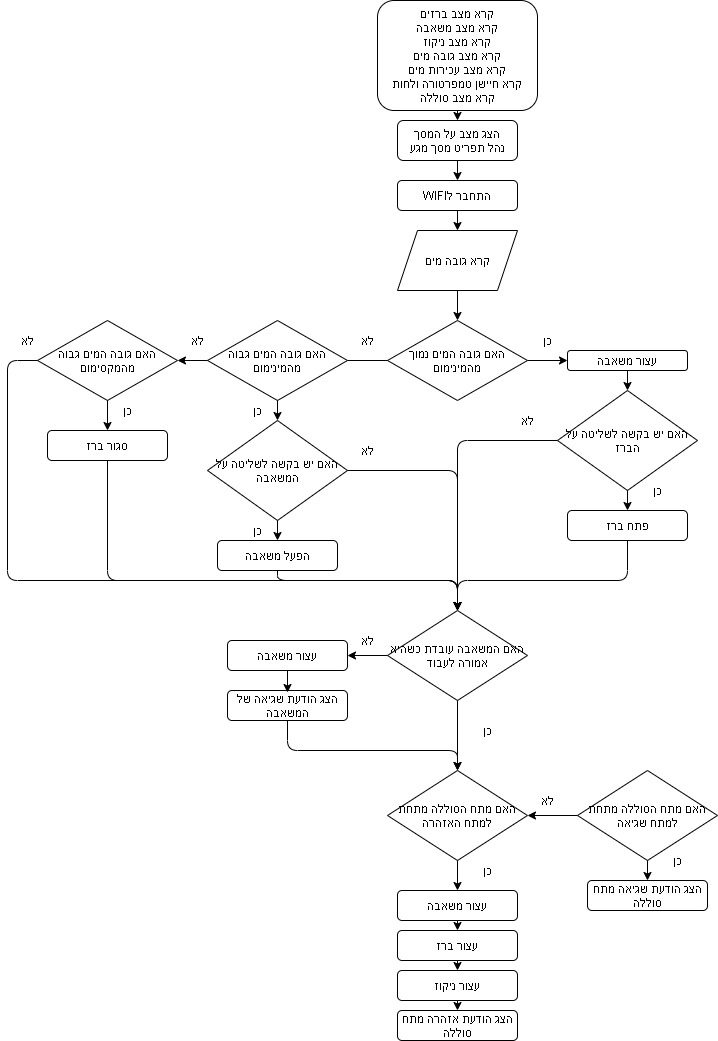 קרא מצב ברזים
קרא מצב משאבה
קרא מצב ניקוז
קרא מצב גובה מים
קרא מצב עכירות מים
קרא חיישן טמפרטורה ולחות
קרא מצב סוללה
הצג מצב על המסך
נהל תפריט מסך מגע
התחבר לWIFI
קרא גובה מים
האם גובה המים נמוך
מהמינימום
כן
לא
עצור משאבה
האם גובה המים גבוה
מהמינימום
לא
כן
האם גובה המים גבוה
מהמקסימום
לא
כן
סגור ברז
האם יש בקשה לשליטה על
הברז
לא
כן
פתח ברז
האם יש בקשה לשליטה על
המשאבה
לא
כן
הפעל משאבה
האם המשאבה עובדת כשהיא
אמורה לעבוד
לא
כן
עצור משאבה
הצג הודעת שגיאה של
המשאבה
האם מתח הסוללה מתחת
למתח שגיאה
לא
כן
הצג הודעת שגיאה מתח
סוללה
האם מתח הסוללה מתחת
למתח האזהרה
כן
עצור משאבה
עצור ברז
עצור ניקוז
הצג הודעת אזהרה מתח
סוללה